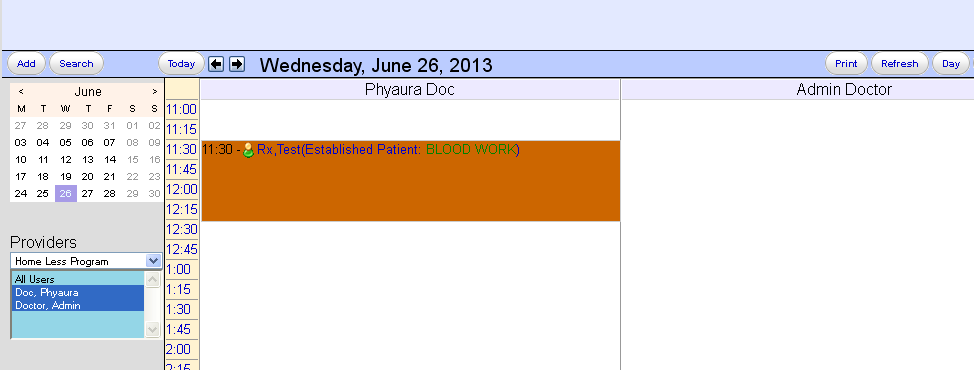 Add Search Today Wednesday, June 26, 2013 Print Refresh Day
< June >
M T W T F S S
27 28 29 30 31 01 02
03 04 05 06 07 08 09
10 11 12 13 14 15 16
17 18 19 20 21 22 23
24 25 26 27 28 29 30
Providers
Home Less Program
All Users
Doc, Phyaura
Doctor, Admin
Phyaura Doc Admin Doctor
11:00
11:15
11:30 11:30 - Rx,Test(Established Patient: BLOOD WORK)
11:45
12:00
12:15
12:30
12:45
1:00
1:15
1:30
1:45
2:00
2:15